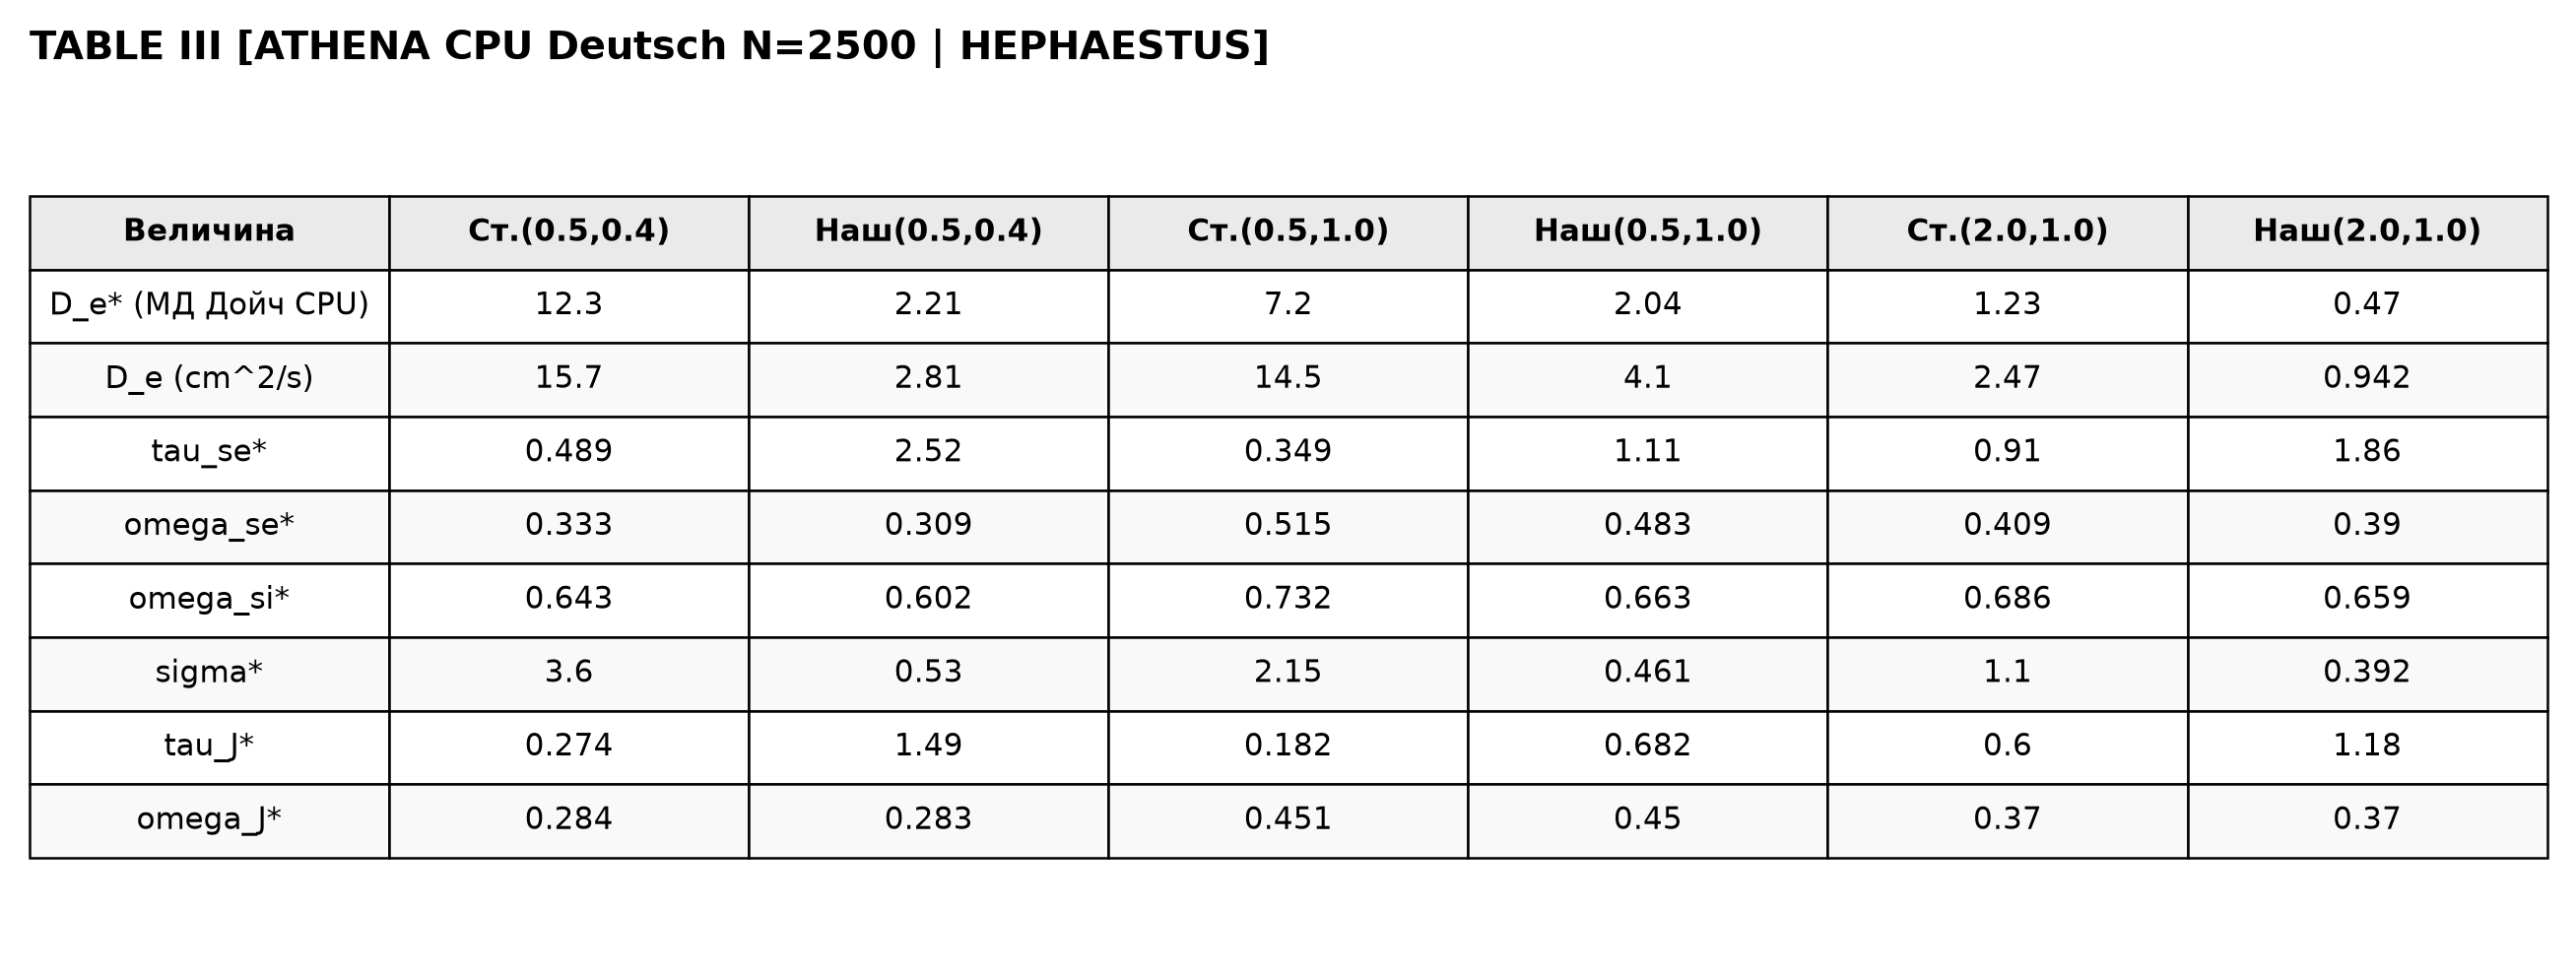 TABLE III [ATHENA CPU Deutsch N=2500 | HEPHAESTUS]
Величина Ст.(0.5,0.4) Наш(0.5,0.4) Ст.(0.5,1.0) Наш(0.5,1.0) Ст.(2.0,1.0) Наш(2.0,1.0)
D_e* (МД Дойч CPU) 12.3 2.21 7.2 2.04 1.23 0.47
D_e (cm^2/s) 15.7 2.81 14.5 4.1 2.47 0.942
tau_se* 0.489 2.52 0.349 1.11 0.91 1.86
omega_se* 0.333 0.309 0.515 0.483 0.409 0.39
omega_si* 0.643 0.602 0.732 0.663 0.686 0.659
sigma* 3.6 0.53 2.15 0.461 1.1 0.392
tau_J* 0.274 1.49 0.182 0.682 0.6 1.18
omega_J* 0.284 0.283 0.451 0.45 0.37 0.37